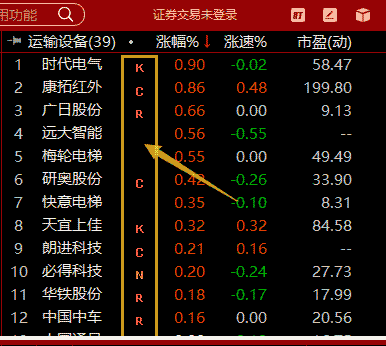 用功能 证券交易未登录 8T
运输设备(39) • 涨幅%↓ 涨速% 市盈(动)
1 时代电气 K 0.90 -0.02 58.47
2 康拓红外 C 0.86 0.48 199.80
3 广日股份 R 0.66 0.00 9.13
4 远大智能 0.56 -0.55 --
5 梅轮电梯 0.55 0.00 49.49
6 研奥股份 C 0.42 -0.26 33.90
7 快意电梯 0.35 -0.10 8.31
8 天宜上佳 K 0.32 0.32 84.58
9 朗进科技 C 0.21 0.16 --
10 必得科技 N 0.20 -0.24 27.73
11 华铁股份 R 0.18 -0.17 17.99
12 中国中车 R 0.16 0.00 20.56